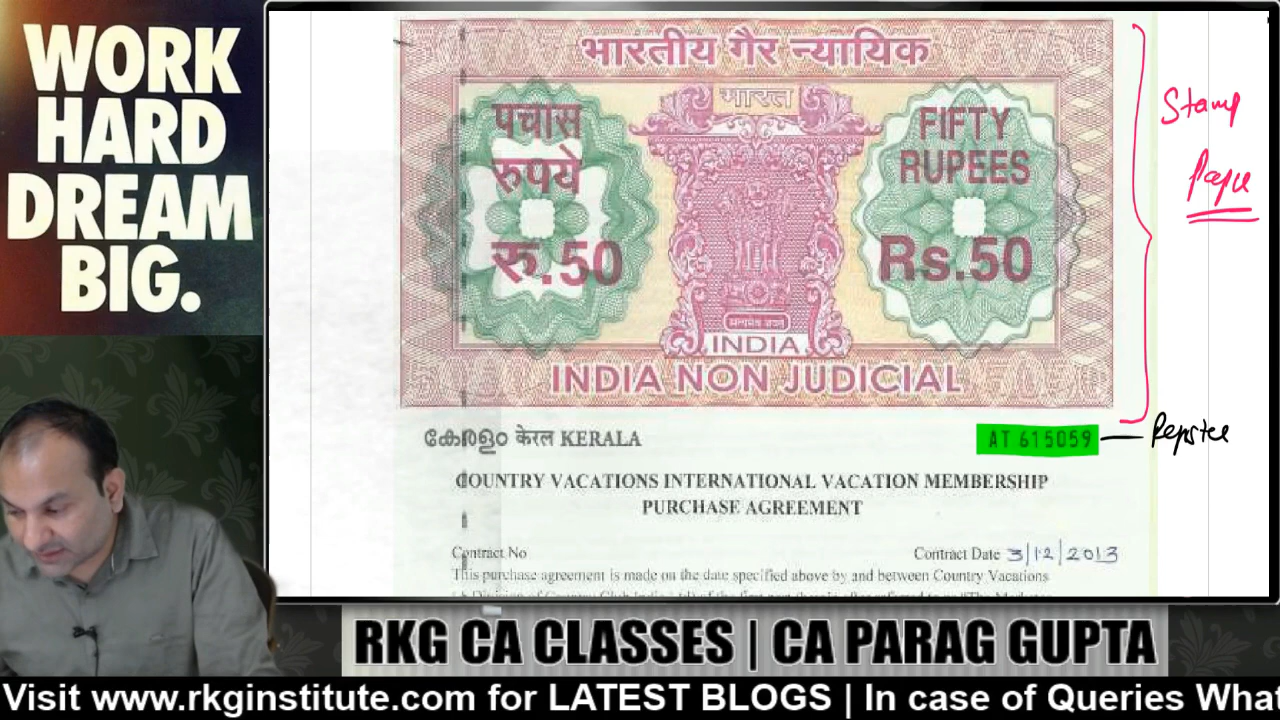 WORK
HARD
DREAM
BIG.
भारतीय गैर न्यायिक
भारत
पचास
रुपये
रु.50
FIFTY
RUPEES
Rs.50
सत्यमेव जयते
INDIA
INDIA NON JUDICIAL
Stamp
കേരളം केरल KERALA
AT 615059
COUNTRY VACATIONS INTERNATIONAL VACATION MEMBERSHIP
PURCHASE AGREEMENT
Contract No
Contract Date 3/12/2013
This purchase agreement is made on the date specified above by and between Country Vacations
RKG CA CLASSES | CA PARAG GUPTA
Visit www.rkginstitute.com for LATEST BLOGS | In case of Queries